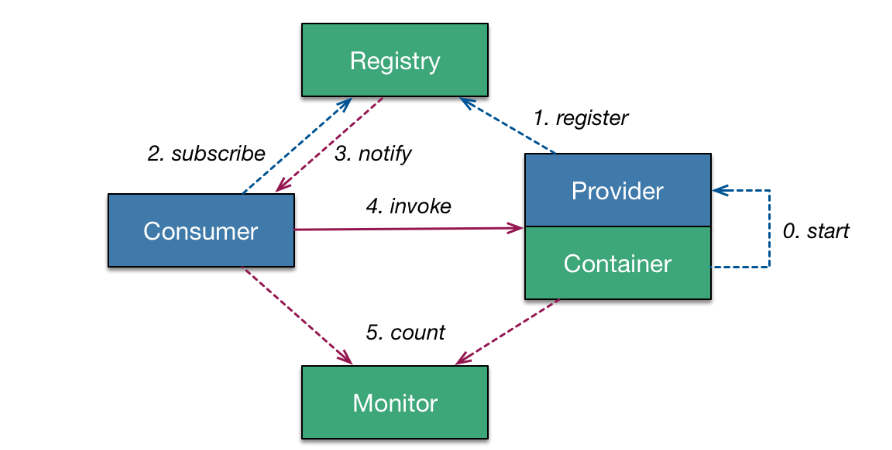 Registry
1. register
2. subscribe
3. notify
Provider
4. invoke
Consumer
0. start
Container
5. count
Monitor